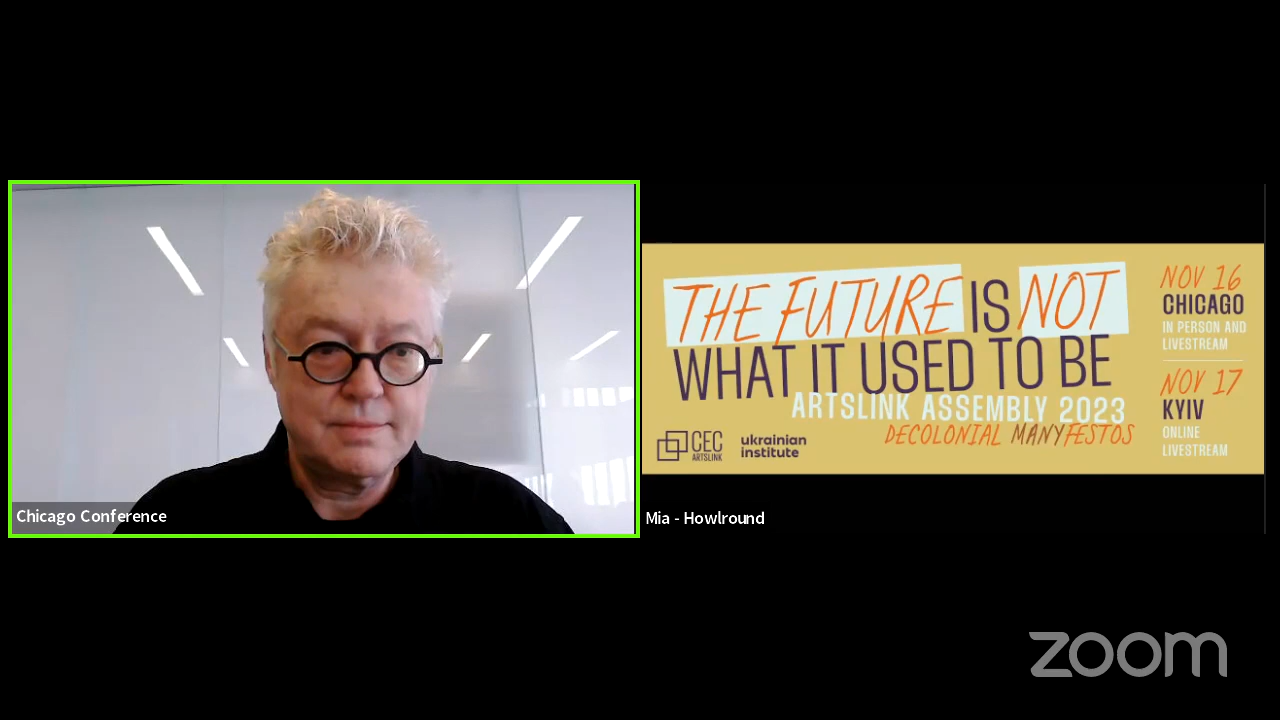 THE FUTURE IS NOT
WHAT IT USED TO BE
ARTSLINK ASSEMBLY 2023
DECOLONIAL MANYFESTOS
CEC
ARTSLINK
ukrainian
institute
NOV 16
CHICAGO
IN PERSON AND
LIVESTREAM
NOV 17
KYIV
ONLINE
LIVESTREAM
Chicago Conference
Mia - Howlround
zoom